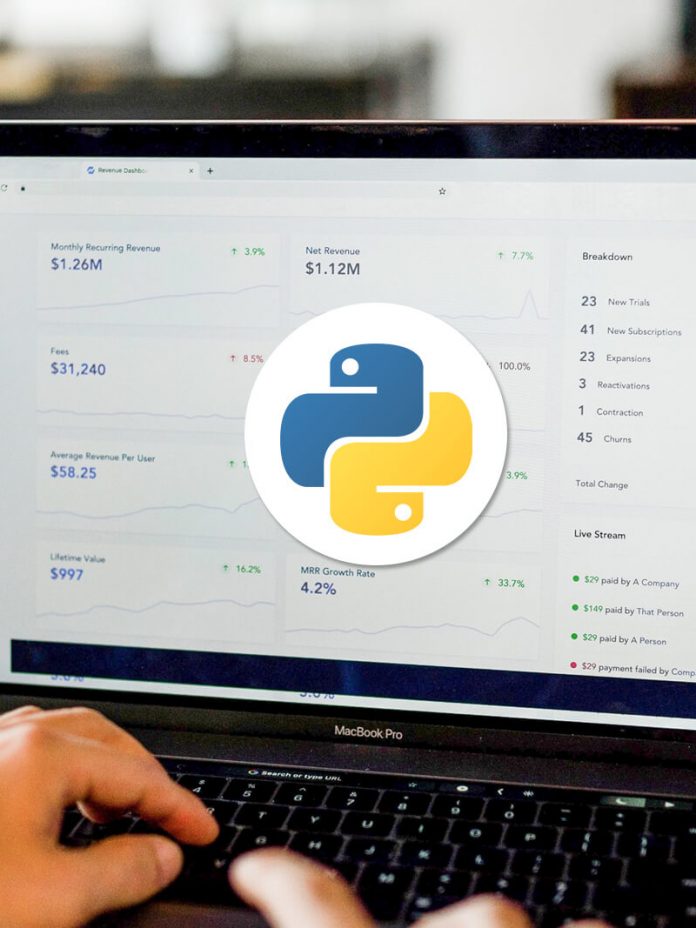 Revenue Dashbo
Monthly Recurring Revenue
↑ 3.9%
$1.26M
Net Revenue
↑ 7.7%
$1.12M
Breakdown
23 New Trials
41 New Subscriptions
23 Expansions
3 Reactivations
1 Contraction
45 Churns
Total Change
Fees
↑ 8.5%
$31,240
100.0%
Average Revenue Per User
$58.25
3.9%
Lifetime Value
↑ 16.2%
$997
MRR Growth Rate
↑ 33.7%
4.2%
Live Stream
$29 paid by A Company
$149 paid by That Person
$29 paid by A Person
$29 payment failed by Comp
MacBook Pro
Search or type URL